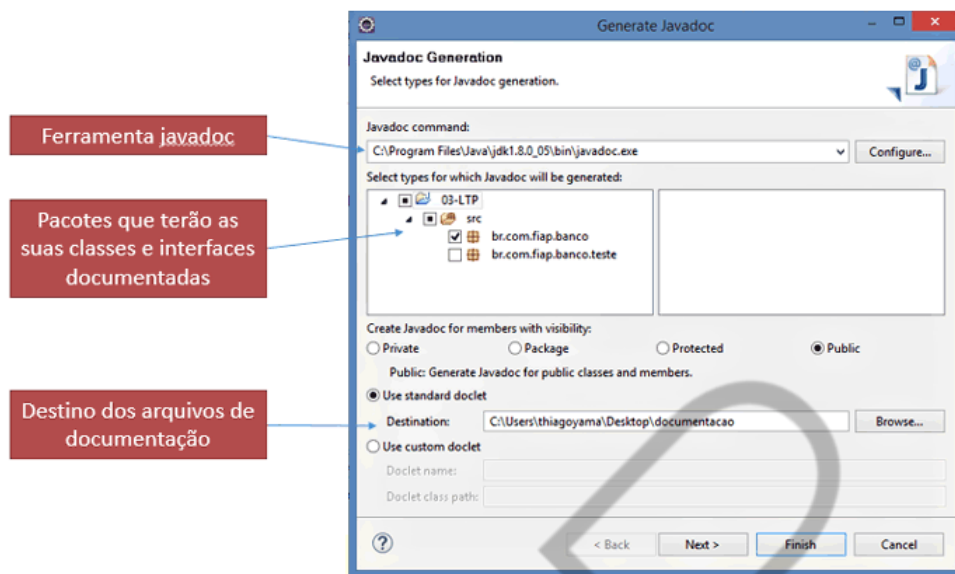 Generate Javadoc
Javadoc Generation
Select types for Javadoc generation.
Ferramenta javadoc
Javadoc command:
C:\Program Files\Java\jdk1.8.0_05\bin\javadoc.exe
Configure...
Select types for which Javadoc will be generated:
Pacotes que terão as
suas classes e interfaces
documentadas
03-LTP
src
br.com.fiap.banco
br.com.fiap.banco.teste
Create Javadoc for members with visibility:
Private Package Protected Public
Public: Generate Javadoc for public classes and members.
Use standard doclet
Destino dos arquivos de
documentação
Destination: C:\Users\thiagoyama\Desktop\documentacao Browse...
Use custom doclet
Doclet name:
Doclet class path:
< Back Next > Finish Cancel